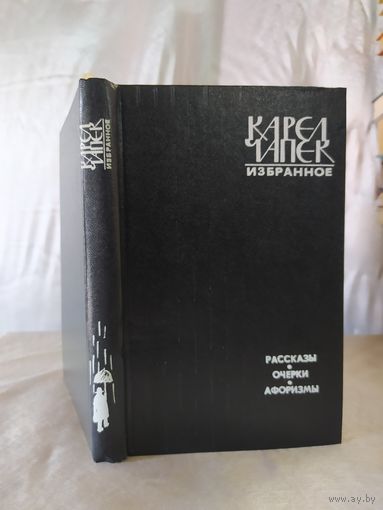 КАРЕЛ
ЧАПЕК
ИЗБРАННОЕ
КАРЕЛ
ЧАПЕК
ИЗБРАННОЕ
РАССКАЗЫ
•
ОЧЕРКИ
•
АФОРИЗМЫ
www.ay.by